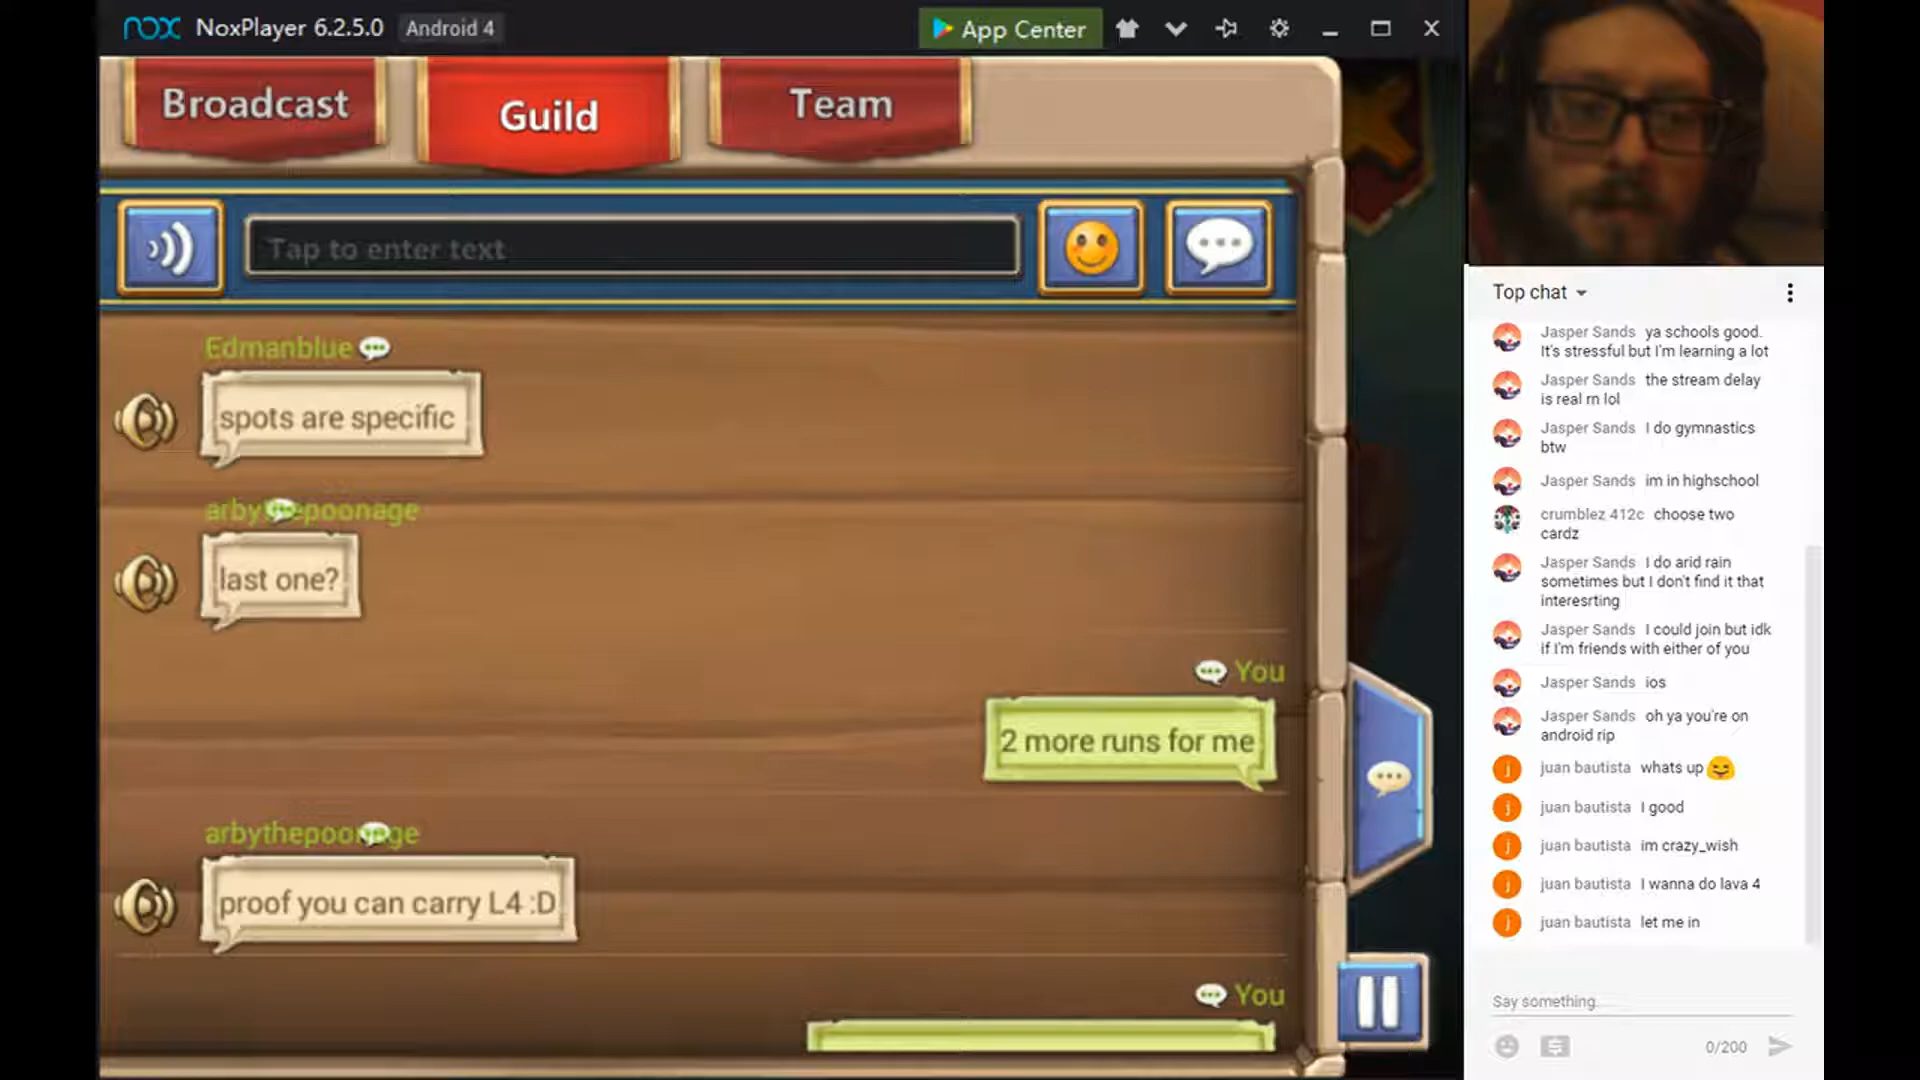 nox NoxPlayer 6.2.5.0 Android 4 App Center
Broadcast Guild Team
Tap to enter text
Edmanblue
spots are specific
last one?
You
2 more runs for me
proof you can carry L4 :D
You
Top chat
Jasper Sands ya schools good.
It's stressful but I'm learning a lot
Jasper Sands the stream delay
is real rn lol
Jasper Sands I do gymnastics
btw
Jasper Sands im in highschool
crumblez 412c choose two
cardz
Jasper Sands I do arid rain
sometimes but I don't find it that
interesrting
Jasper Sands I could join but idk
if I'm friends with either of you
Jasper Sands ios
Jasper Sands oh ya you're on
android rip
j juan bautista whats up 😝
j juan bautista I good
j juan bautista im crazy_wish
j juan bautista I wanna do lava 4
j juan bautista let me in
Say something...
0/200